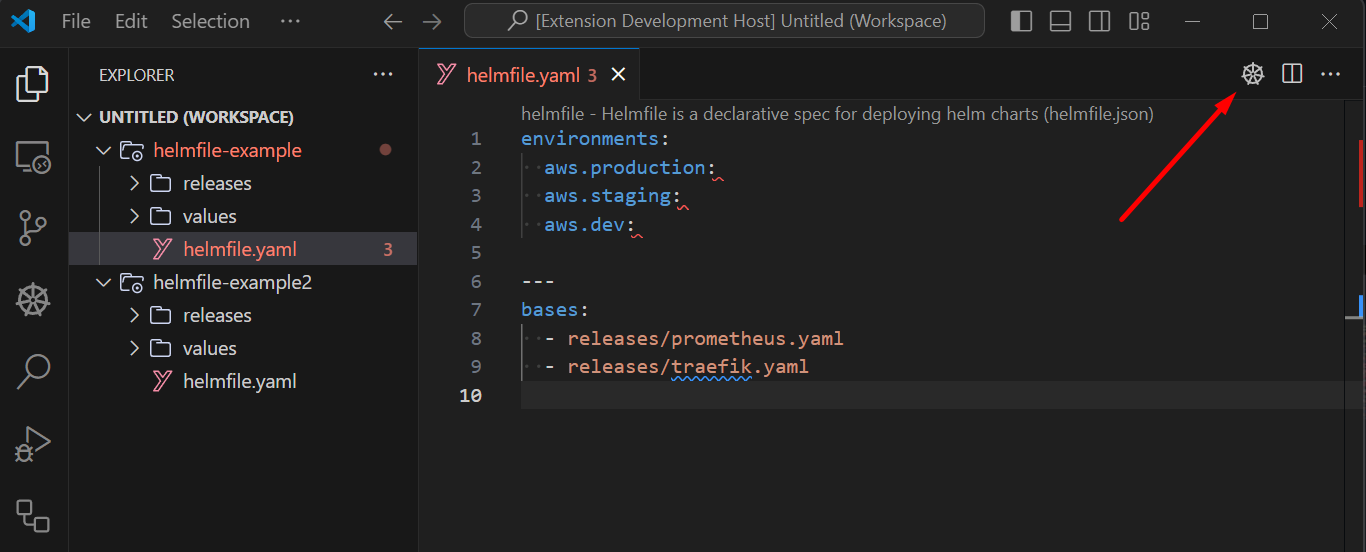 File Edit Selection ··· [Extension Development Host] Untitled (Workspace)
EXPLORER ···
UNTITLED (WORKSPACE)
helmfile-example
releases
values
helmfile.yaml 3
helmfile-example2
releases
values
helmfile.yaml
helmfile.yaml 3
helmfile - Helmfile is a declarative spec for deploying helm charts (helmfile.json)
1 environments:
2 aws.production:
3 aws.staging:
4 aws.dev:
5
6 ---
7 bases:
8 - releases/prometheus.yaml
9 - releases/traefik.yaml
10